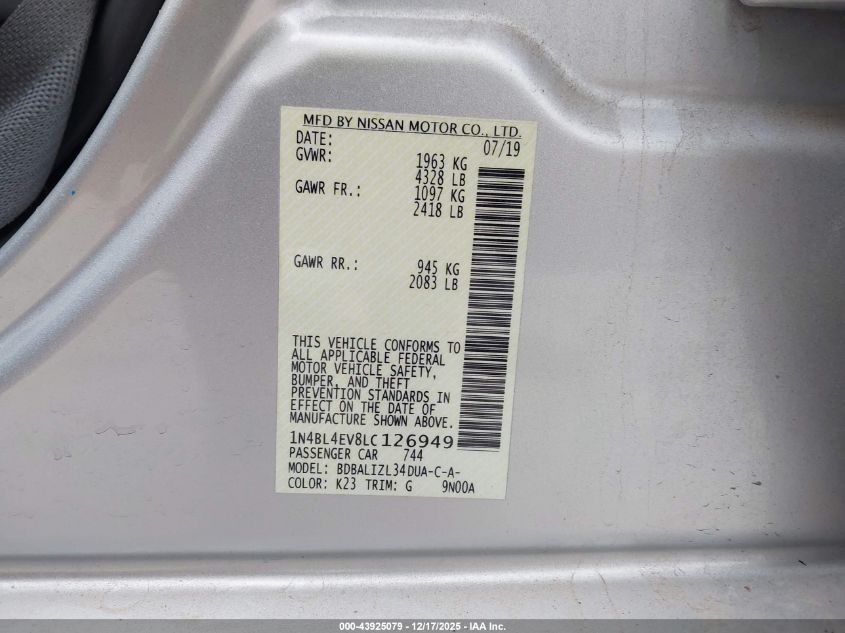 MFD BY NISSAN MOTOR CO., LTD.
DATE: 07/19
GVWR: 1963 KG
4328 LB
GAWR FR.: 1097 KG
2418 LB
GAWR RR.: 945 KG
2083 LB
THIS VEHICLE CONFORMS TO
ALL APPLICABLE FEDERAL
MOTOR VEHICLE SAFETY,
BUMPER, AND THEFT
PREVENTION STANDARDS IN
EFFECT ON THE DATE OF
MANUFACTURE SHOWN ABOVE.
1N4BL4EV8LC126949
PASSENGER CAR 744
MODEL: BDBALIZL34DUA-C-A-
COLOR: K23 TRIM: G 9N00A
000-43925079 - 12/17/2025 - IAA Inc.